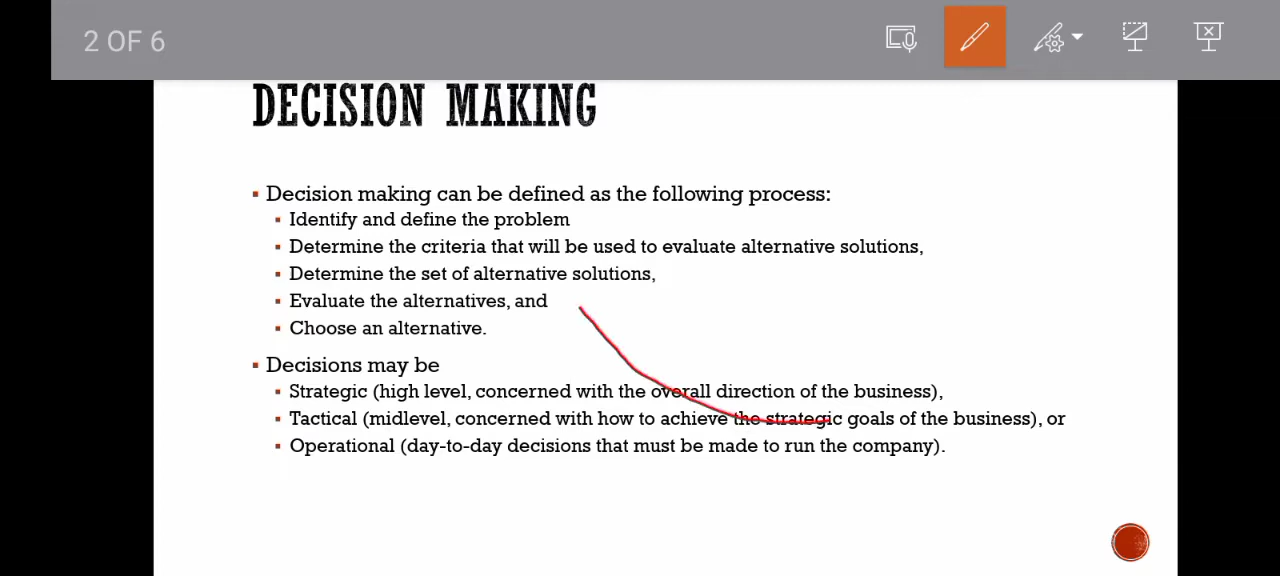 2 OF 6
DECISION MAKING
▪ Decision making can be defined as the following process:
▪ Identify and define the problem
▪ Determine the criteria that will be used to evaluate alternative solutions,
▪ Determine the set of alternative solutions,
▪ Evaluate the alternatives, and
▪ Choose an alternative.
▪ Decisions may be
▪ Strategic (high level, concerned with the overall direction of the business),
▪ Tactical (midlevel, concerned with how to achieve the strategic goals of the business), or
▪ Operational (day-to-day decisions that must be made to run the company).